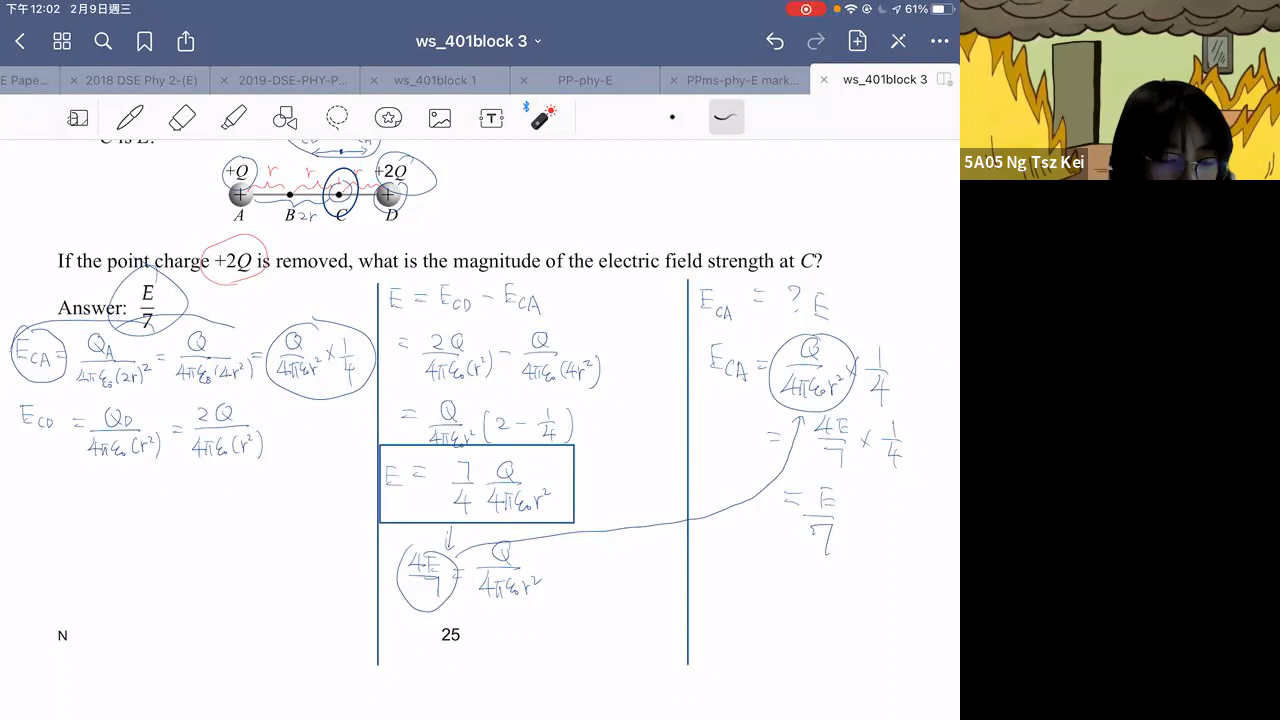 下午12:02 2月9日週三
61%
ws_401block 3
E Pape...
2018 DSE Phy 2-(E)
2019-DSE-PHY-P...
ws_401block 1
PP-phy-E
PPms-phy-E mark...
ws_401block 3
5A05 Ng Tsz Kei
+Q r r r +2Q
A B 2r C D
If the point charge +2Q is removed, what is the magnitude of the electric field strength at C?
Answer: E/7
E_CA = Q_A/4πε₀(2r)² = Q/4πε₀(4r²) = Q/4πε₀r² × 1/4
E_CD = Q_D/4πε₀(r²) = 2Q/4πε₀(r²)
E = E_CD - E_CA
= 2Q/4πε₀(r²) - Q/4πε₀(4r²)
= Q/4πε₀r² (2 - 1/4)
E = 7/4 Q/4πε₀r²
4E/7 = Q/4πε₀r²
E_CA = ? E
E_CA = Q/4πε₀r² × 1/4
= 4E/7 × 1/4
= E/7
N
25